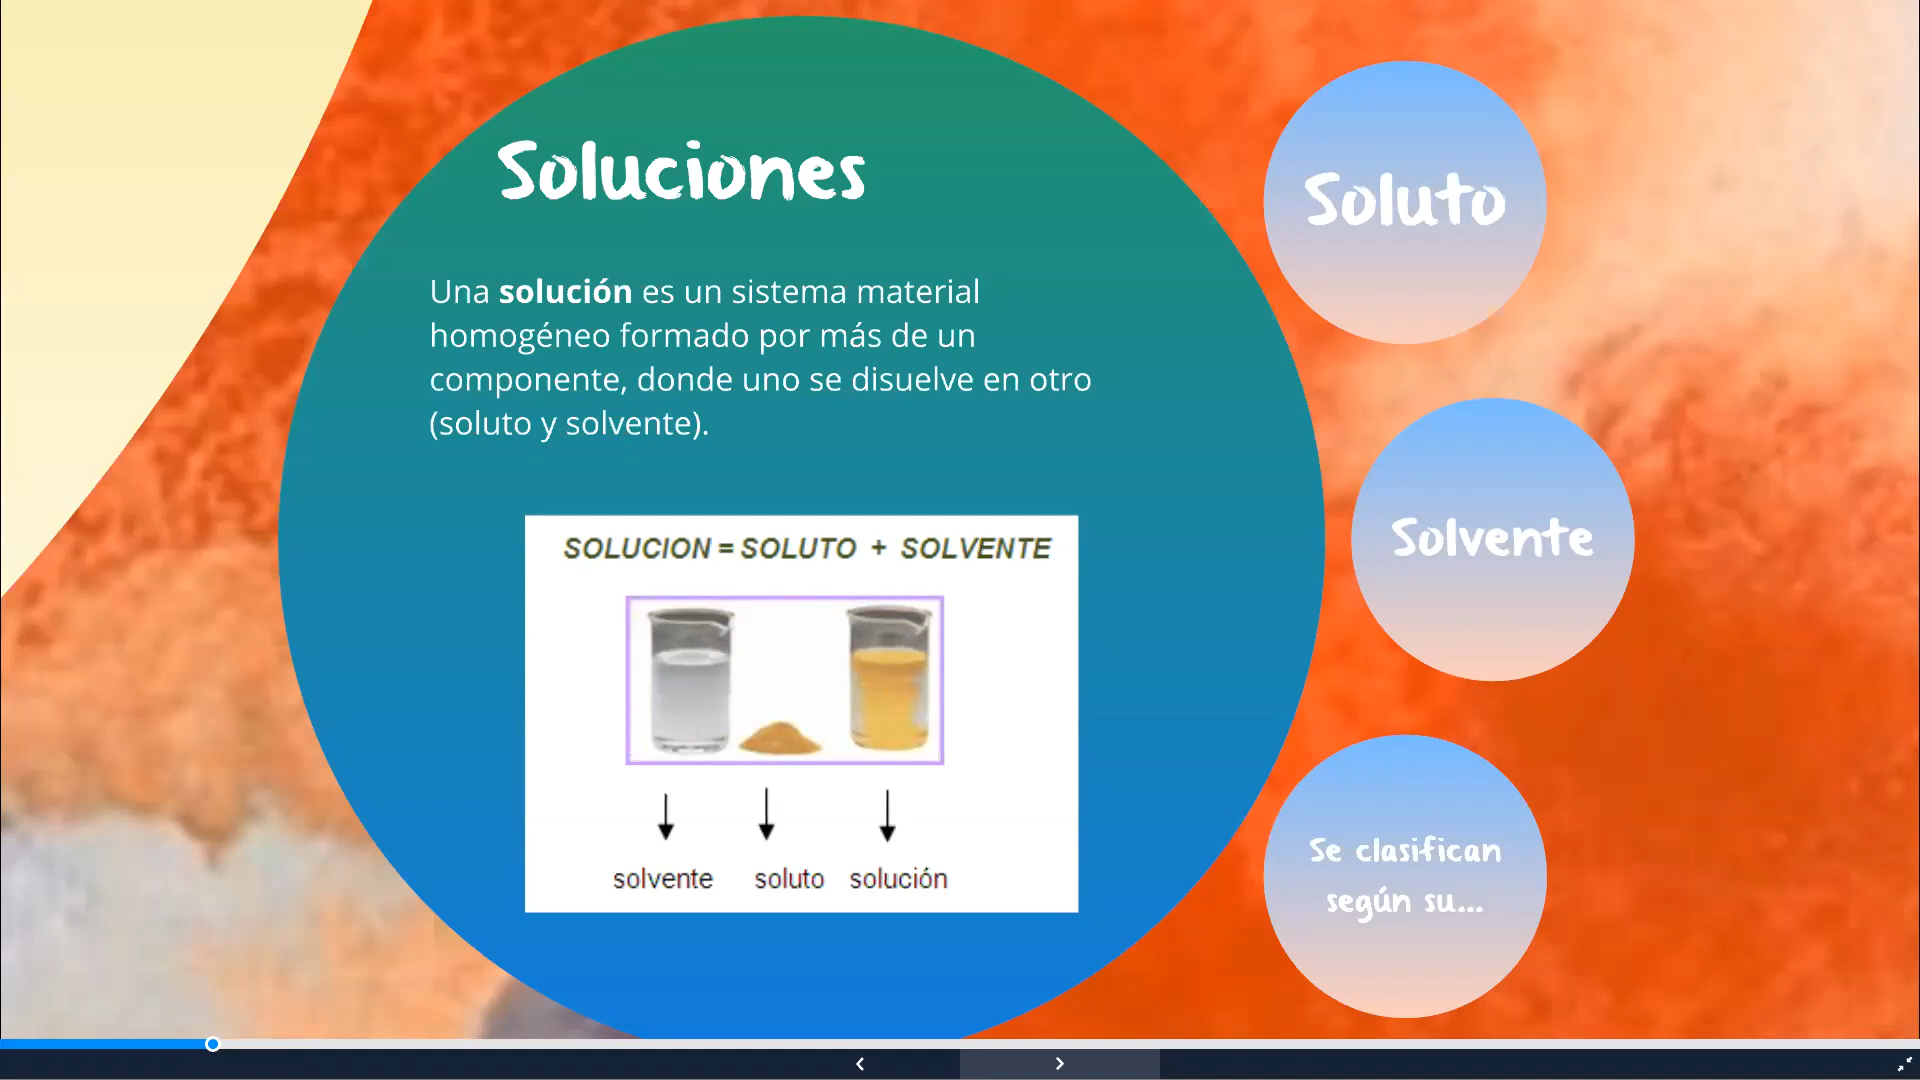 Soluciones
Una solución es un sistema material
homogéneo formado por más de un
componente, donde uno se disuelve en otro
(soluto y solvente).
SOLUCION = SOLUTO + SOLVENTE
solvente soluto solución
Soluto
Solvente
Se clasifican
según su...